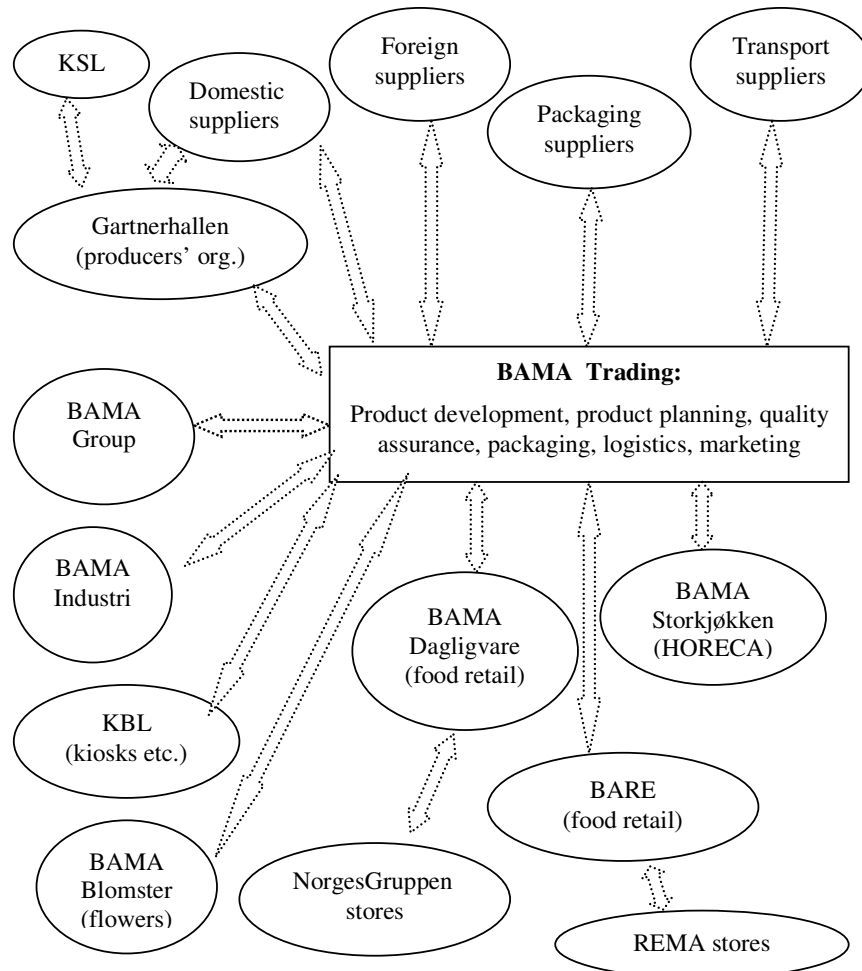 KSL
Domestic
suppliers
Foreign
suppliers
Packaging
suppliers
Transport
suppliers
Gartnerhallen
(producers' org.)
BAMA Trading:
Product development, product planning, quality
assurance, packaging, logistics, marketing
BAMA
Group
BAMA
Industri
KBL
(kiosks etc.)
BAMA
Blomster
(flowers)
BAMA
Dagligvare
(food retail)
BAMA
Storkjøkken
(HORECA)
NorgesGruppen
stores
BARE
(food retail)
REMA stores